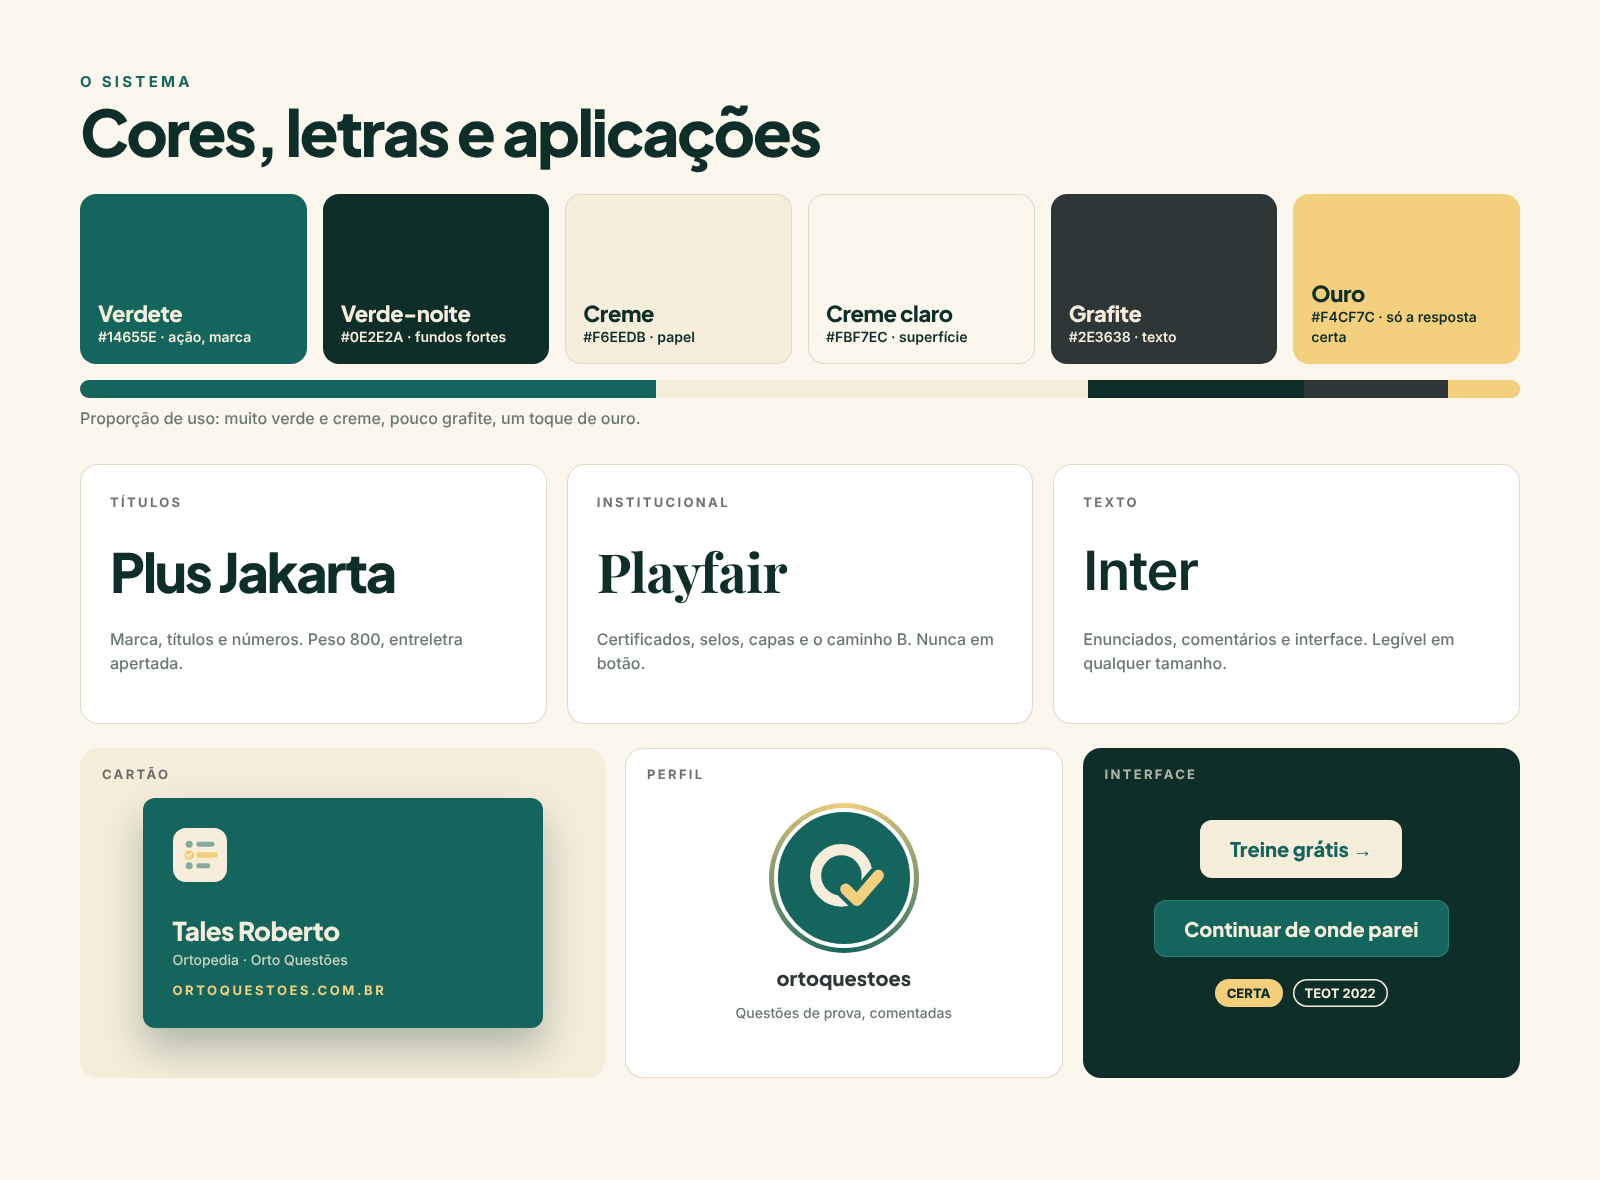 O SISTEMA
Cores, letras e aplicações
Verdete
#14655E · ação, marca
Verde-noite
#0E2E2A · fundos fortes
Creme
#F6EEDB · papel
Creme claro
#FBF7EC · superfície
Grafite
#2E3638 · texto
Ouro
#F4CF7C · só a resposta
certa
Proporção de uso: muito verde e creme, pouco grafite, um toque de ouro.
TÍTULOS
Plus Jakarta
Marca, títulos e números. Peso 800, entreletra
apertada.
INSTITUCIONAL
Playfair
Certificados, selos, capas e o caminho B. Nunca em
botão.
TEXTO
Inter
Enunciados, comentários e interface. Legível em
qualquer tamanho.
CARTÃO
Tales Roberto
Ortopedia · Orto Questões
ORTOQUESTOES.COM.BR
PERFIL
ortoquestoes
Questões de prova, comentadas
INTERFACE
Treine grátis →
Continuar de onde parei
CERTA
TEOT 2022